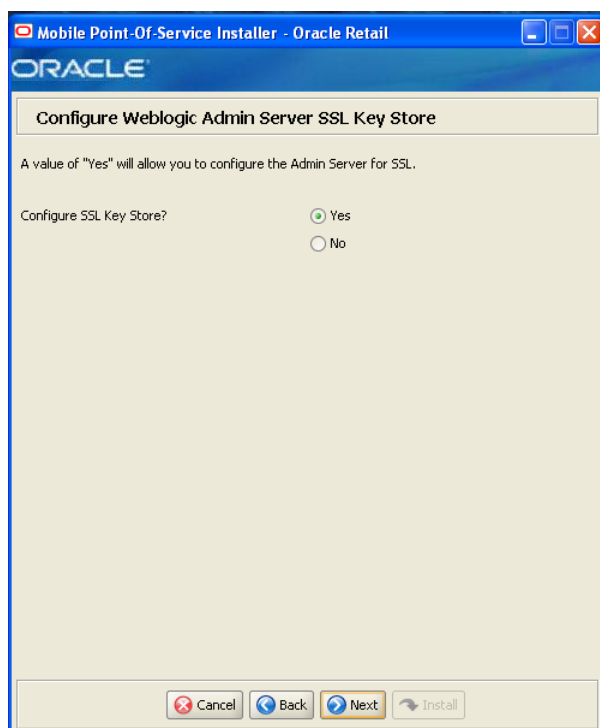 Mobile Point-Of-Service Installer - Oracle Retail
ORACLE
Configure Weblogic Admin Server SSL Key Store
A value of "Yes" will allow you to configure the Admin Server for SSL.
Configure SSL Key Store? Yes
No
Cancel Back Next Install